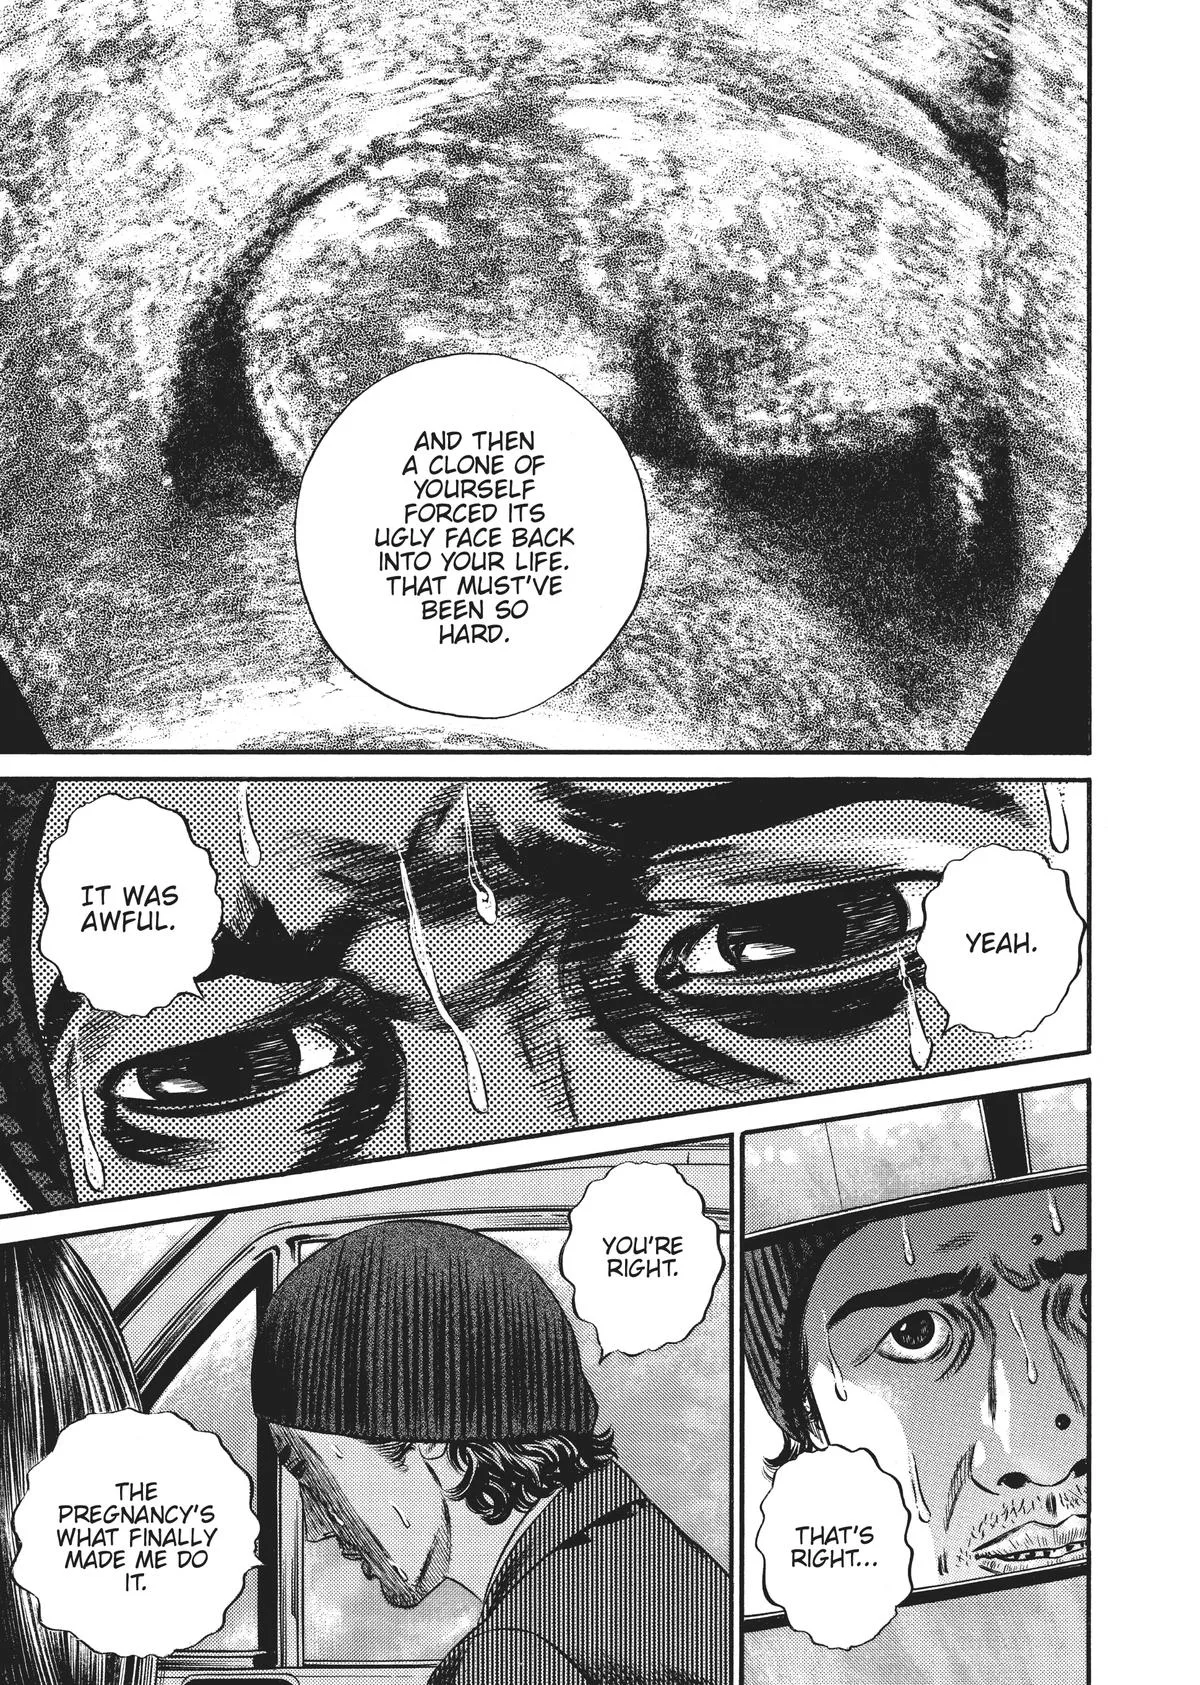 AND THEN
A CLONE OF
YOURSELF
FORCED ITS
UGLY FACE BACK
INTO YOUR LIFE.
THAT MUST'VE
BEEN SO
HARD.
YEAH.
IT WAS
AWFUL.
THAT'S
RIGHT...
YOU'RE
RIGHT.
THE
PREGNANCY'S
WHAT FINALLY
MADE ME DO
IT.